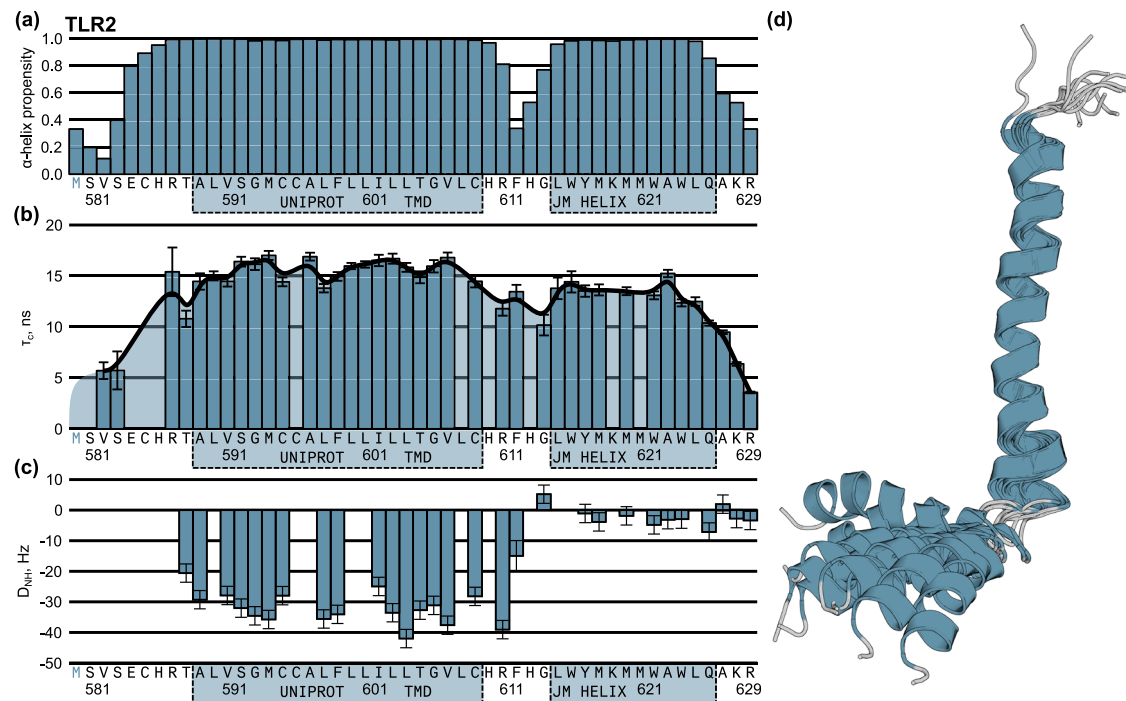 (a) TLR2
α-helix propensity
1.0
0.8
0.6
0.4
0.2
0.0
M S V S E C H R T A L V S G M C C A L F L L I L L T G V L C H R F H G L W Y M K M M W A W L Q A K R
581 591 UNIPROT 601 TMD 611 JM HELIX 621 629
(b)
τc, ns
20
15
10
5
0
M S V S E C H R T A L V S G M C C A L F L L I L L T G V L C H R F H G L W Y M K M M W A W L Q A K R
581 591 UNIPROT 601 TMD 611 JM HELIX 621 629
(c)
DNH, Hz
10
0
-10
-20
-30
-40
-50
M S V S E C H R T A L V S G M C C A L F L L I L L T G V L C H R F H G L W Y M K M M W A W L Q A K R
581 591 UNIPROT 601 TMD 611 JM HELIX 621 629
(d)